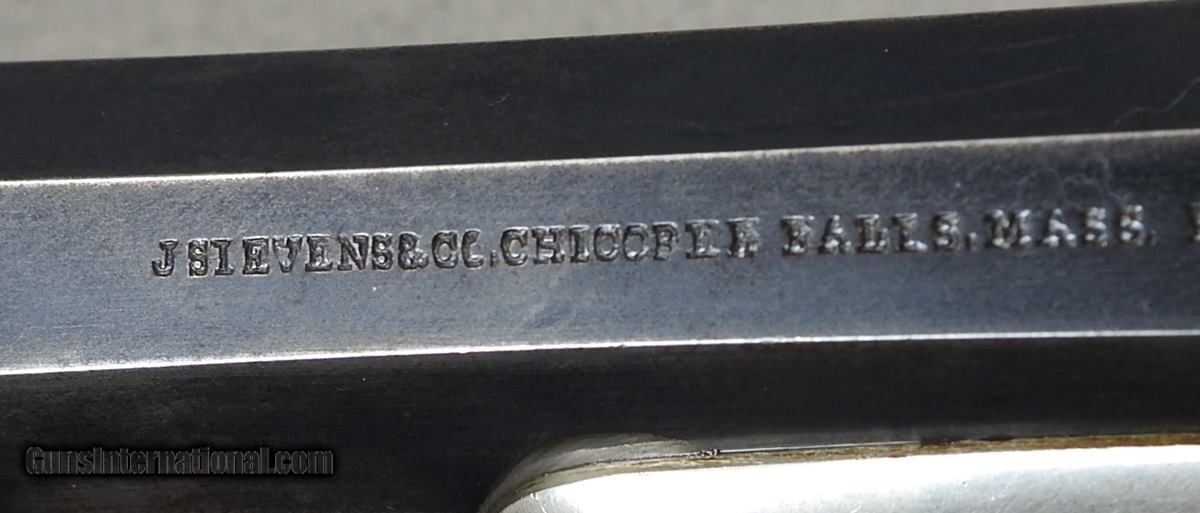 J STEVENS & CO. CHICOPEE FALLS. MASS.
GunsInternational.com